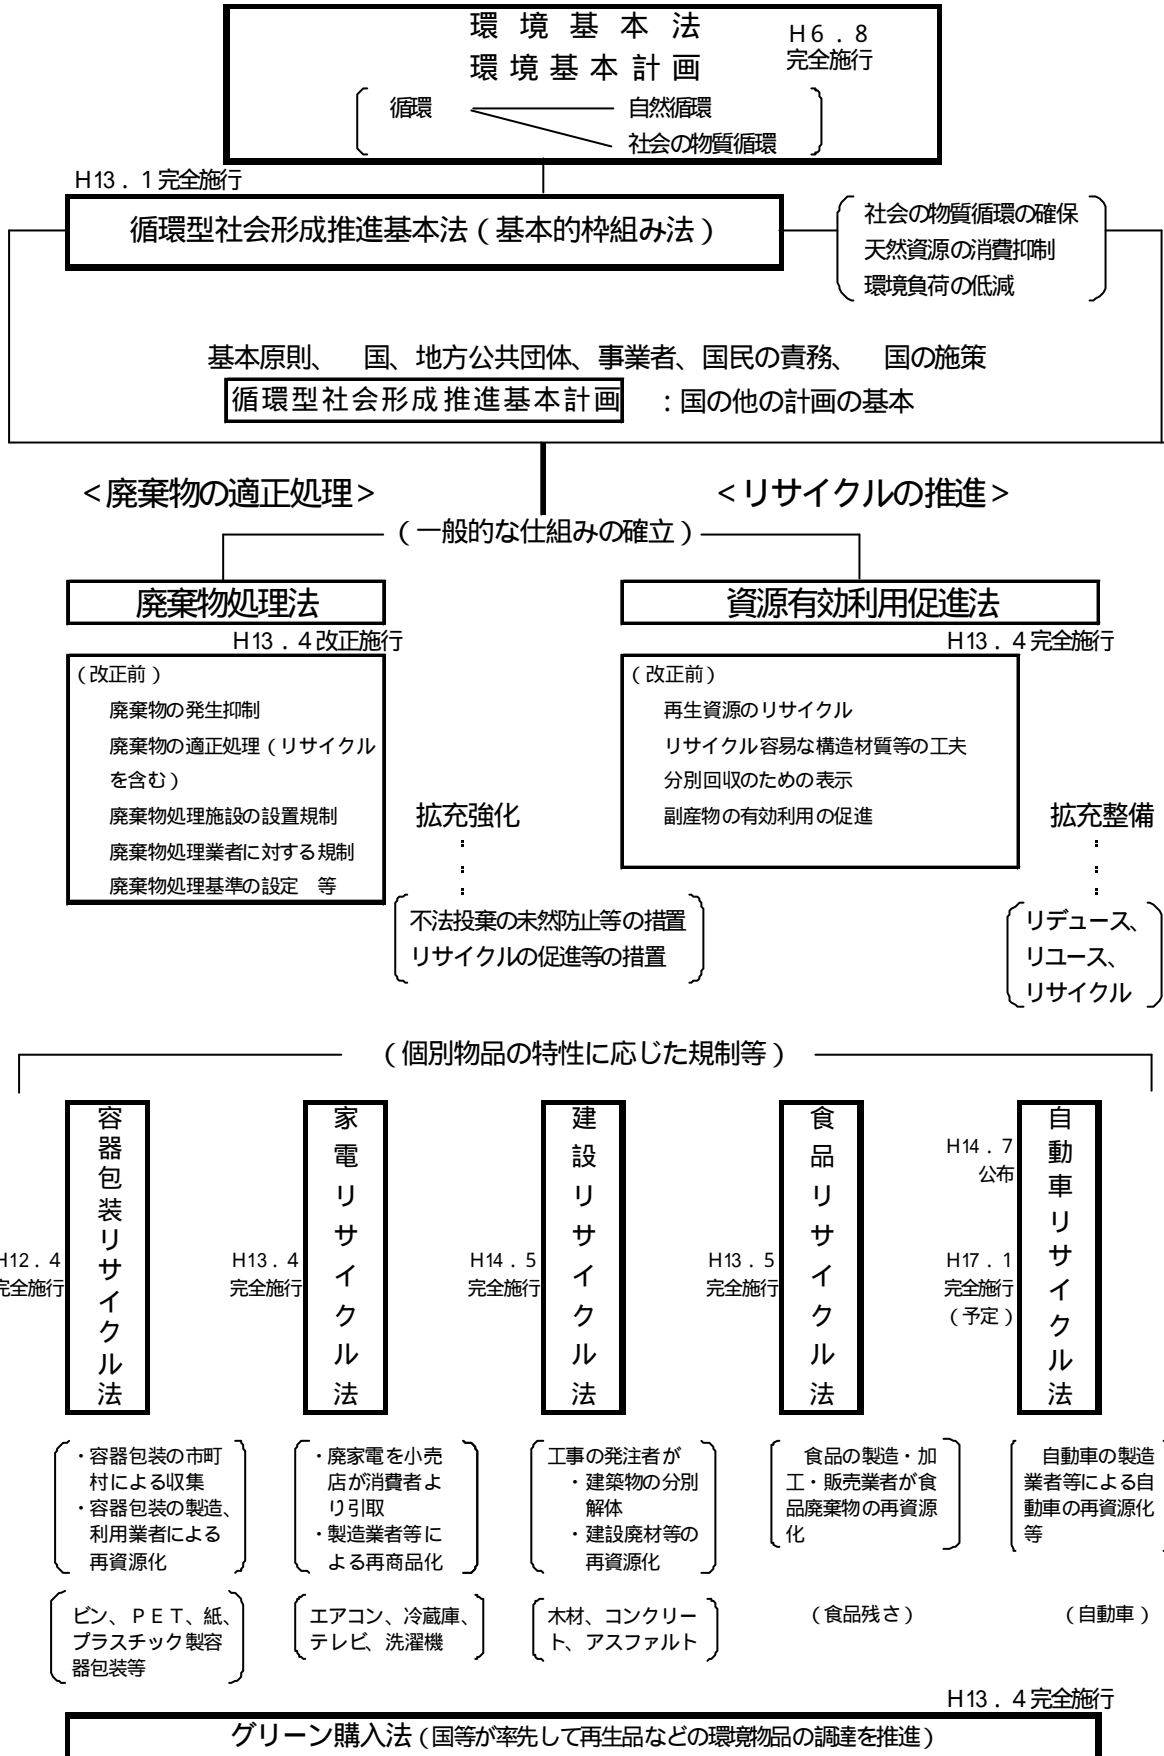 環境基本法
H6．8
環境基本計画
完全施行
循環
自然循環
社会の物質循環
H13．1完全施行
循環型社会形成推進基本法（基本的枠組み法）
社会の物質循環の確保
天然資源の消費抑制
環境負荷の低減
基本原則、　国、地方公共団体、事業者、国民の責務、　国の施策
循環型社会形成推進基本計画　：国の他の計画の基本
＜廃棄物の適正処理＞
＜リサイクルの推進＞
（一般的な仕組みの確立）
廃棄物処理法
H13．4改正施行
（改正前）
廃棄物の発生抑制
廃棄物の適正処理（リサイクル
を含む）
廃棄物処理施設の設置規制
廃棄物処理業者に対する規制
廃棄物処理基準の設定　等
拡充強化
不法投棄の未然防止等の措置
リサイクルの促進等の措置
資源有効利用促進法
H13．4完全施行
（改正前）
再生資源のリサイクル
リサイクル容易な構造材質等の工夫
分別回収のための表示
副産物の有効利用の促進
拡充整備
リデュース、
リユース、
リサイクル
（個別物品の特性に応じた規制等）
H12．4
完全施行
容器包装リサイクル法
・容器包装の市町
村による収集
・容器包装の製造、
利用業者による
再資源化
ビン、ＰＥＴ、紙、
プラスチック製容
器包装等
H13．4
完全施行
家電リサイクル法
・廃家電を小売
店が消費者よ
り引取
・製造業者等に
よる再商品化
エアコン、冷蔵庫、
テレビ、洗濯機
H14．5
完全施行
建設リサイクル法
工事の発注者が
・建築物の分別
解体
・建設廃材等の
再資源化
木材、コンクリー
ト、アスファルト
H13．5
完全施行
食品リサイクル法
食品の製造・加
工・販売業者が食
品廃棄物の再資源
化
（食品残さ）
H14．7
公布
H17．1
完全施行
（予定）
自動車リサイクル法
自動車の製造
業者等による自
動車の再資源化
等
（自動車）
H13．4完全施行
グリーン購入法（国等が率先して再生品などの環境物品の調達を推進）